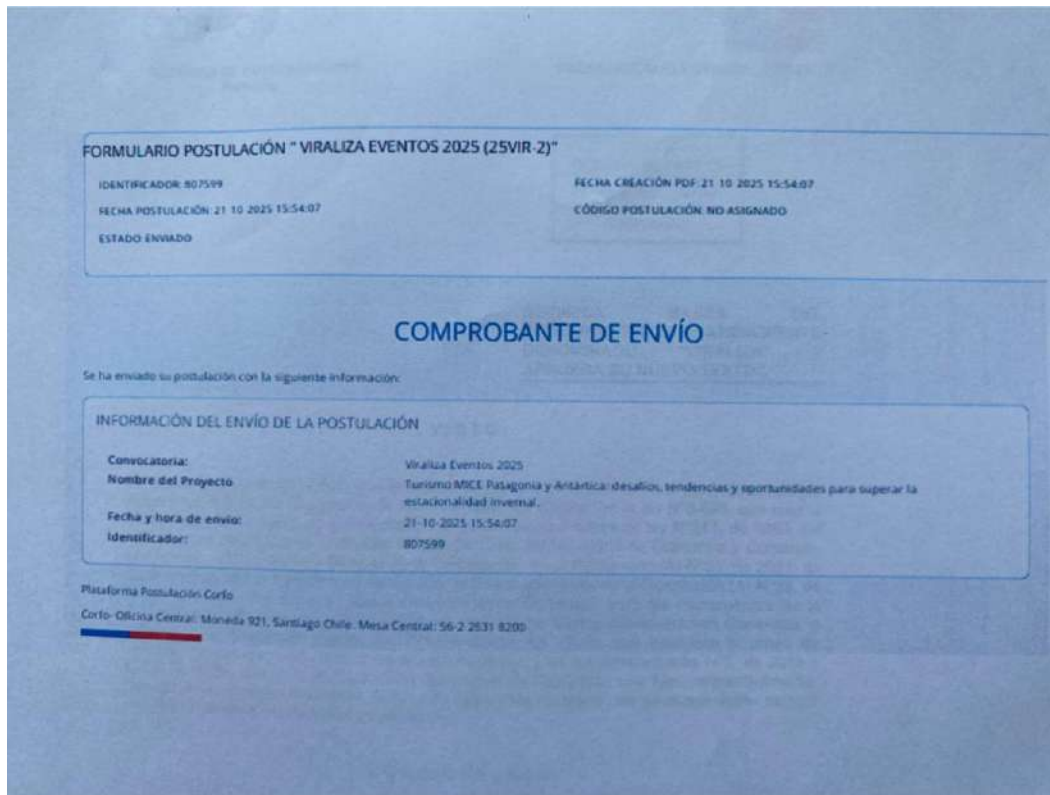 FORMULARIO POSTULACIÓN " VIRALIZA EVENTOS 2025 (25VIR-2)"
IDENTIFICADOR: 807599
FECHA CREACIÓN PDF: 21-10-2025 15:54:07
FECHA POSTULACIÓN: 21-10-2025 15:54:07
CÓDIGO POSTULACIÓN: NO ASIGNADO
ESTADO: ENVIADO
COMPROBANTE DE ENVÍO
Se ha enviado su postulación con la siguiente información:
INFORMACIÓN DEL ENVÍO DE LA POSTULACIÓN
Convocatoria: Viraliza Eventos 2025
Nombre del Proyecto Turismo MICE Patagonia y Antártica: desafíos, tendencias y oportunidades para superar la
estacionalidad invernal.
Fecha y hora de envío: 21-10-2025 15:54:07
Identificador: 807599
Plataforma Postulación Corfo
Corfo- Oficina Central: Moneda 921, Santiago Chile. Mesa Central: 56-2 2631 8200